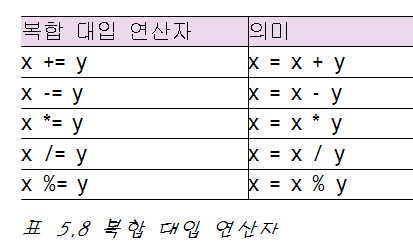 복합 대입 연산자 의미
x += y x = x + y
x -= y x = x - y
x *= y x = x * y
x /= y x = x / y
x %= y x = x % y
표 5.8 복합 대입 연산자